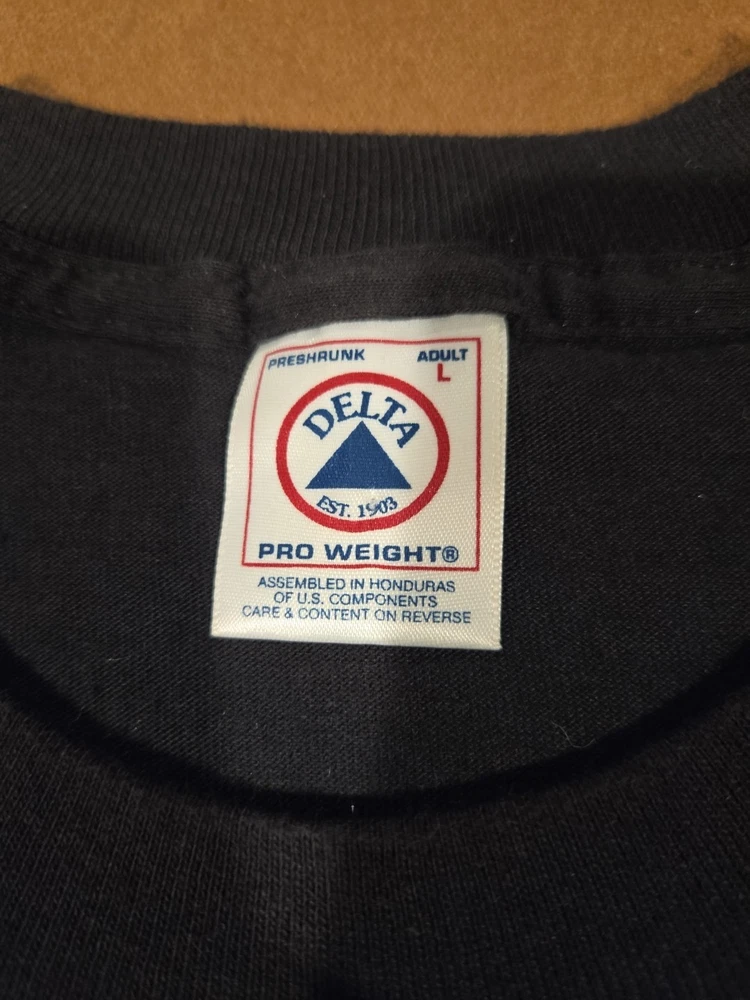 PRESHRUNK ADULT
L
DELTA
EST. 1903
PRO WEIGHT®
ASSEMBLED IN HONDURAS
OF U.S. COMPONENTS
CARE & CONTENT ON REVERSE